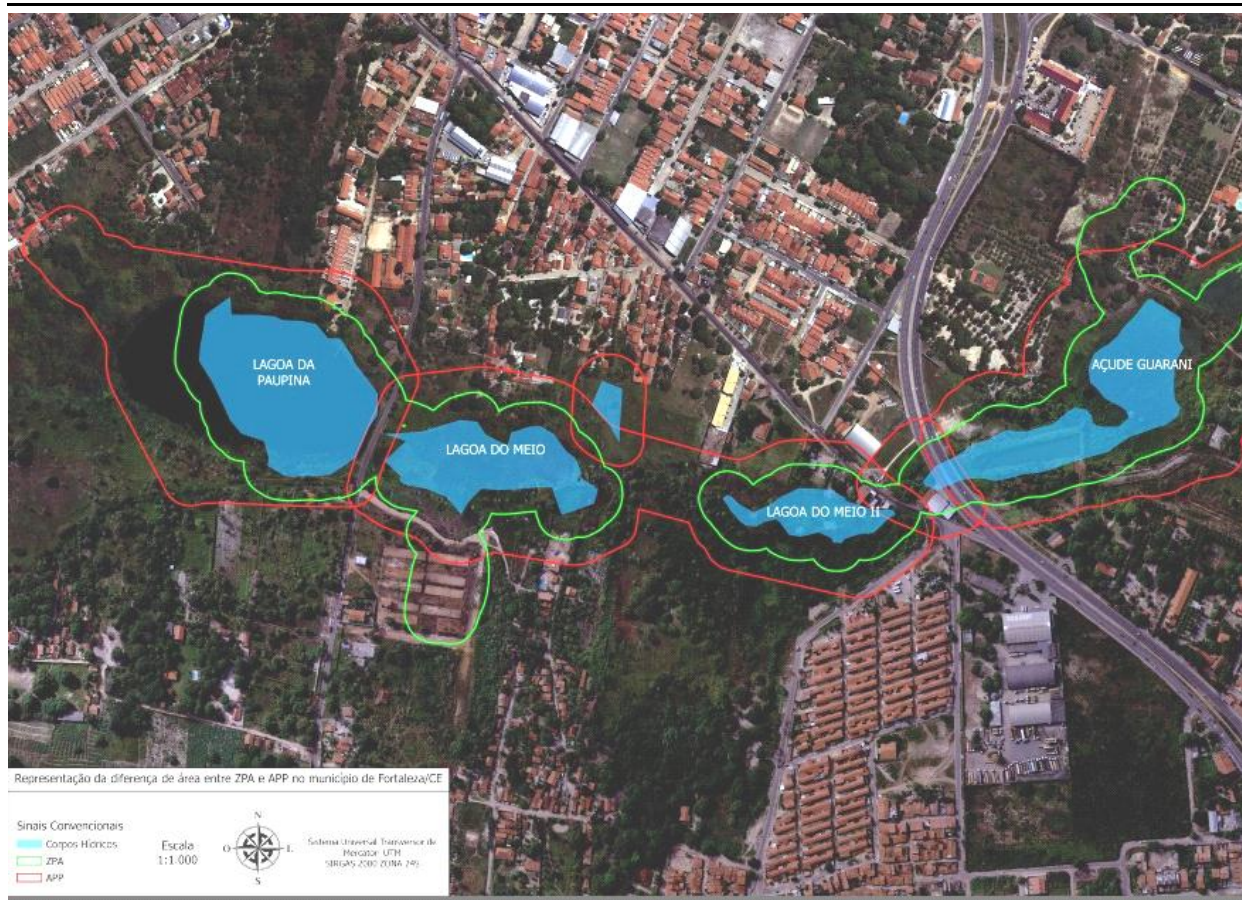 LAGOA DA
PAUPINA
LAGOA DO MEIO
LAGOA DO MEIO II
AÇUDE GUARANI
Representação da diferença de área entre ZPA e APP no município de Fortaleza/CE
Sinais Convencionais
Corpos Hídricos
ZPA
APP
Escala
1:1.000
N
O
L
S
Sistema Universal Transversor de
Mercator UTM
SIRGAS 2000 ZONA 24S